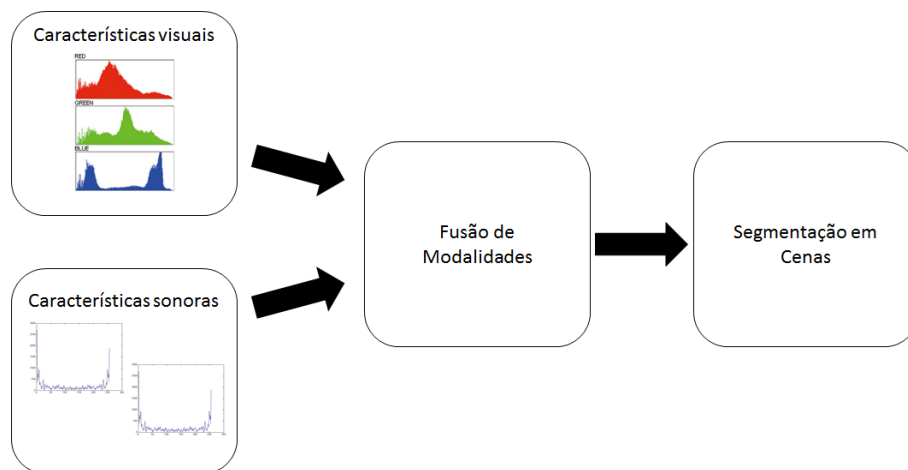 Características visuais
RED
GREEN
BLUE
Características sonoras
Fusão de
Modalidades
Segmentação em
Cenas